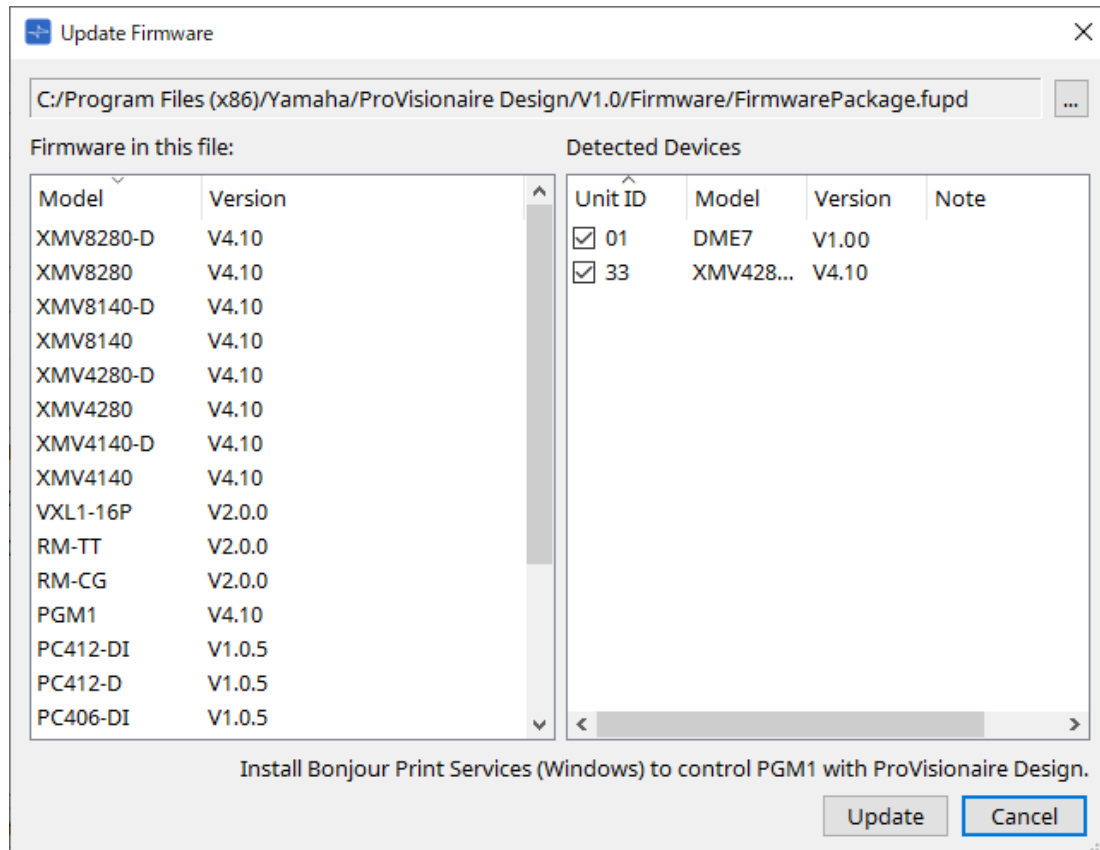 Update Firmware
C:/Program Files (x86)/Yamaha/ProVisionaire Design/V1.0/Firmware/FirmwarePackage.fupd ...
Firmware in this file:
Model Version
XMV8280-D V4.10
XMV8280 V4.10
XMV8140-D V4.10
XMV8140 V4.10
XMV4280-D V4.10
XMV4280 V4.10
XMV4140-D V4.10
XMV4140 V4.10
VXL1-16P V2.0.0
RM-TT V2.0.0
RM-CG V2.0.0
PGM1 V4.10
PC412-DI V1.0.5
PC412-D V1.0.5
PC406-DI V1.0.5
Detected Devices
Unit ID Model Version Note
01 DME7 V1.00
33 XMV428... V4.10
Install Bonjour Print Services (Windows) to control PGM1 with ProVisionaire Design.
Update Cancel